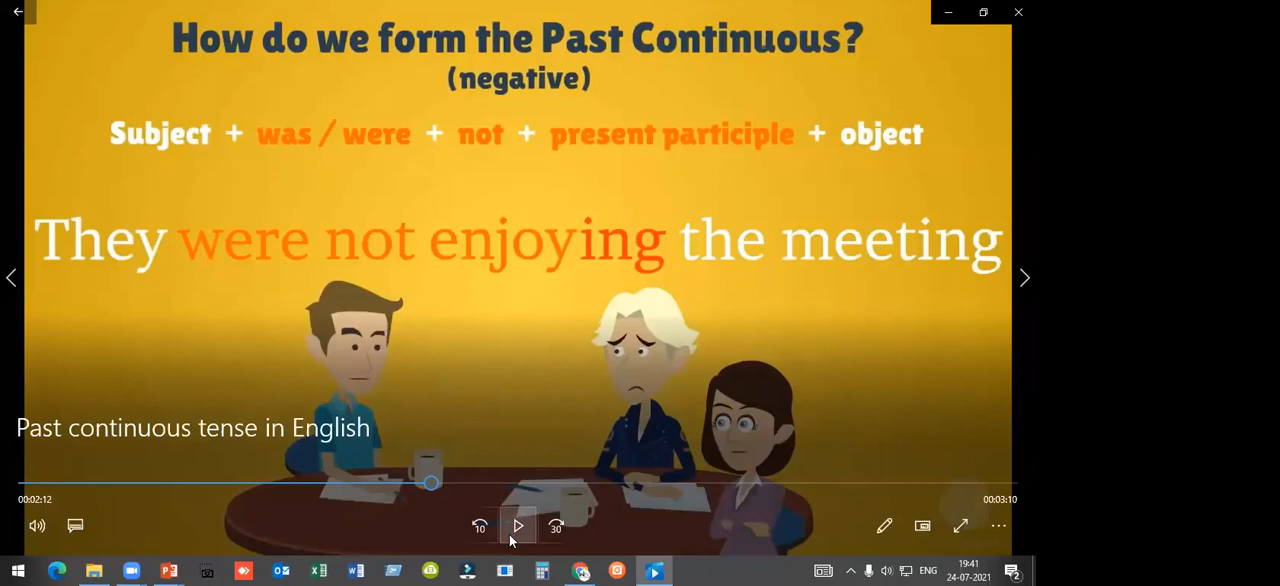 How do we form the Past Continuous?
(negative)
Subject + was / were + not + present participle + object
They were not enjoying the meeting
Past continuous tense in English
00:02:12
00:03:10
10
30
ENG
19:41
24-07-2021
2